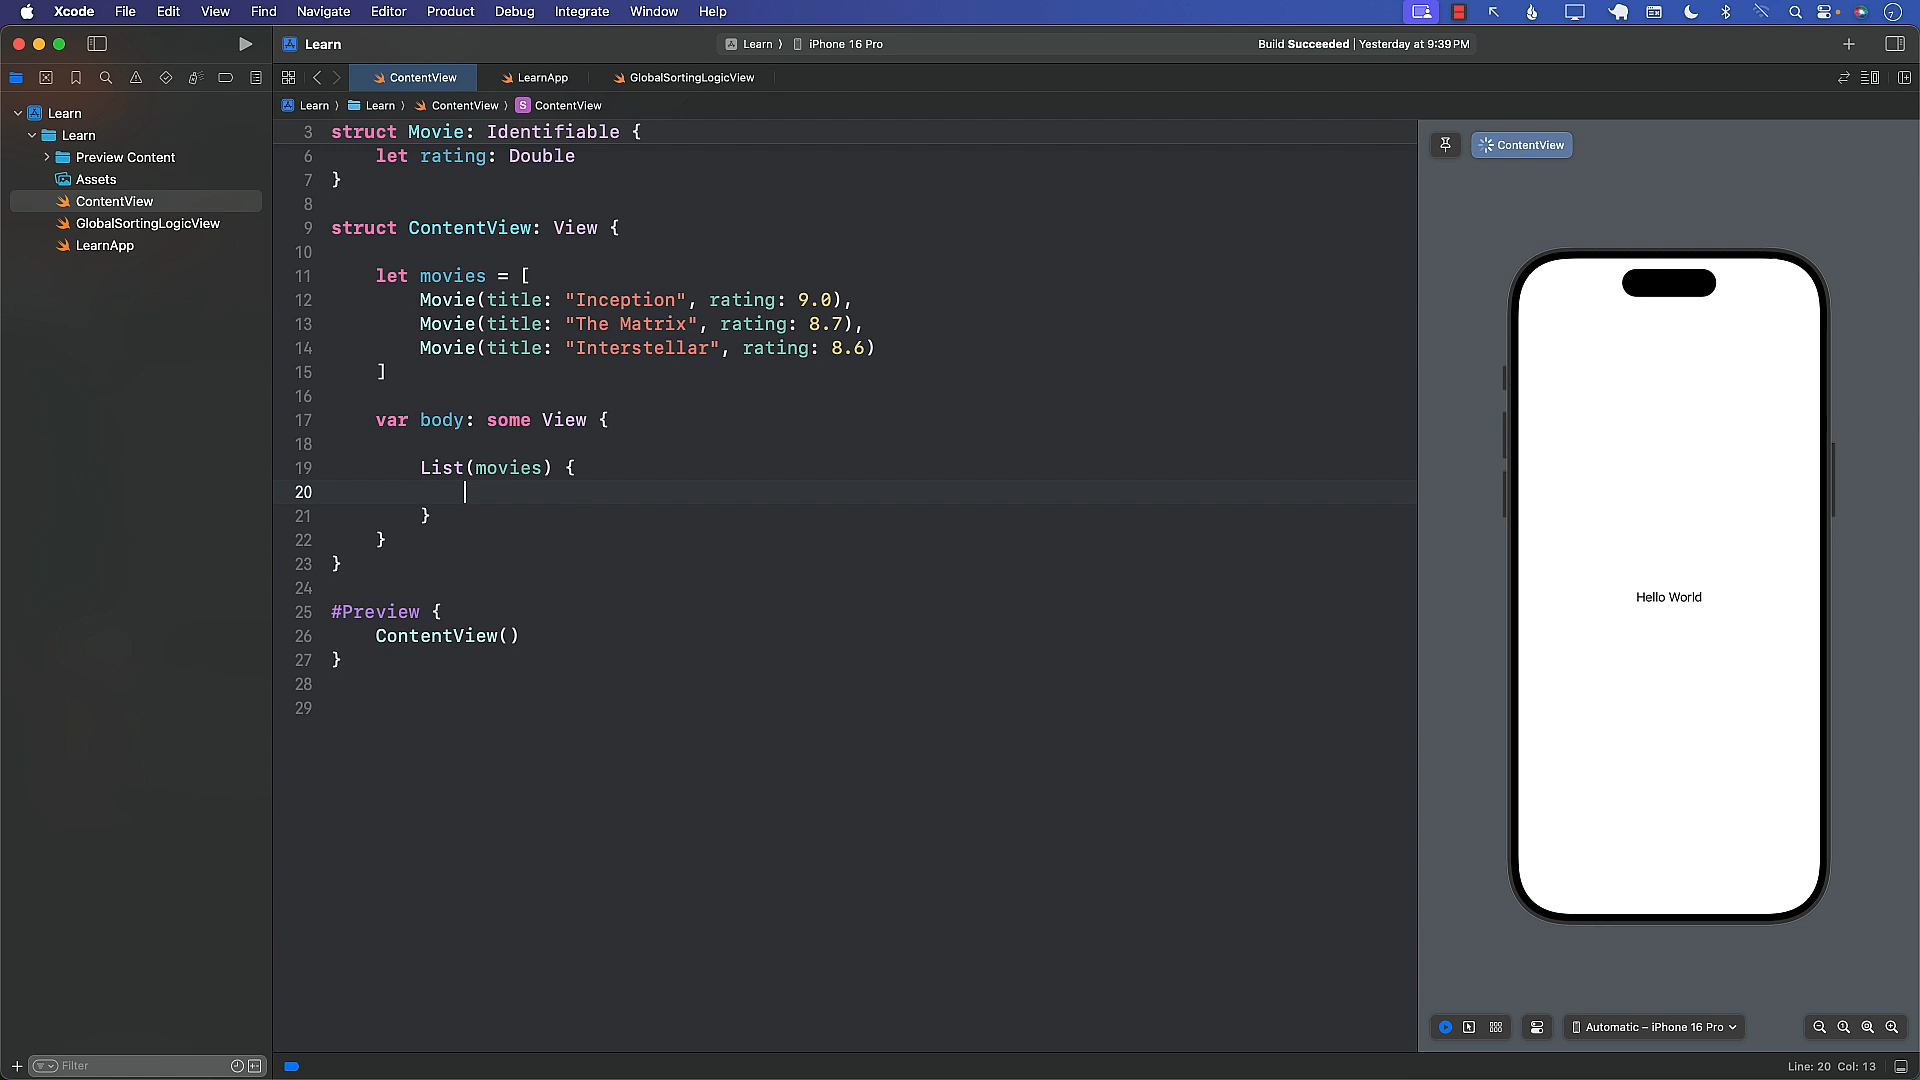 Xcode File Edit View Find Navigate Editor Product Debug Editor Integrate Window Help
Learn
Learn iPhone 16 Pro
Build Succeeded | Yesterday at 9:39 PM
ContentView LearnApp GlobalSortingLogicView
Learn Learn ContentView S ContentView
Learn
Learn
Preview Content
Assets
ContentView
GlobalSortingLogicView
LearnApp
3 struct Movie: Identifiable {
6 let rating: Double
7 }
8
9 struct ContentView: View {
10
11 let movies = [
12 Movie(title: "Inception", rating: 9.0),
13 Movie(title: "The Matrix", rating: 8.7),
14 Movie(title: "Interstellar", rating: 8.6)
15 ]
16
17 var body: some View {
18
19 List(movies) {
20
21 }
22 }
23 }
24
25 #Preview {
26 ContentView()
27 }
28
29
ContentView
Hello World
Automatic – iPhone 16 Pro
Filter
Line: 20 Col: 13